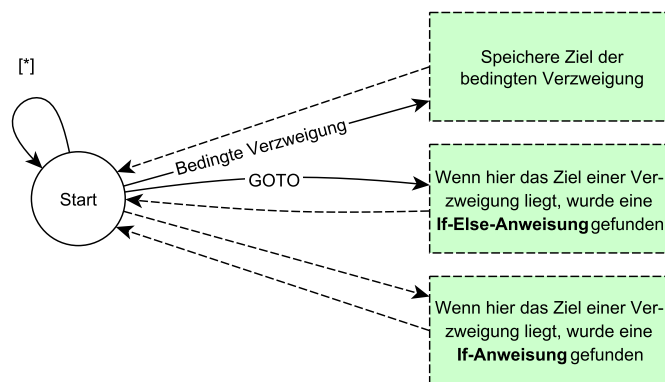 [*]
Start
Bedingte Verzweigung
GOTO
Speichere Ziel der
bedingten Verzweigung
Wenn hier das Ziel einer Ver-
zweigung liegt, wurde eine
If-Else-Anweisung gefunden
Wenn hier das Ziel einer Ver-
zweigung liegt, wurde eine
If-Anweisung gefunden